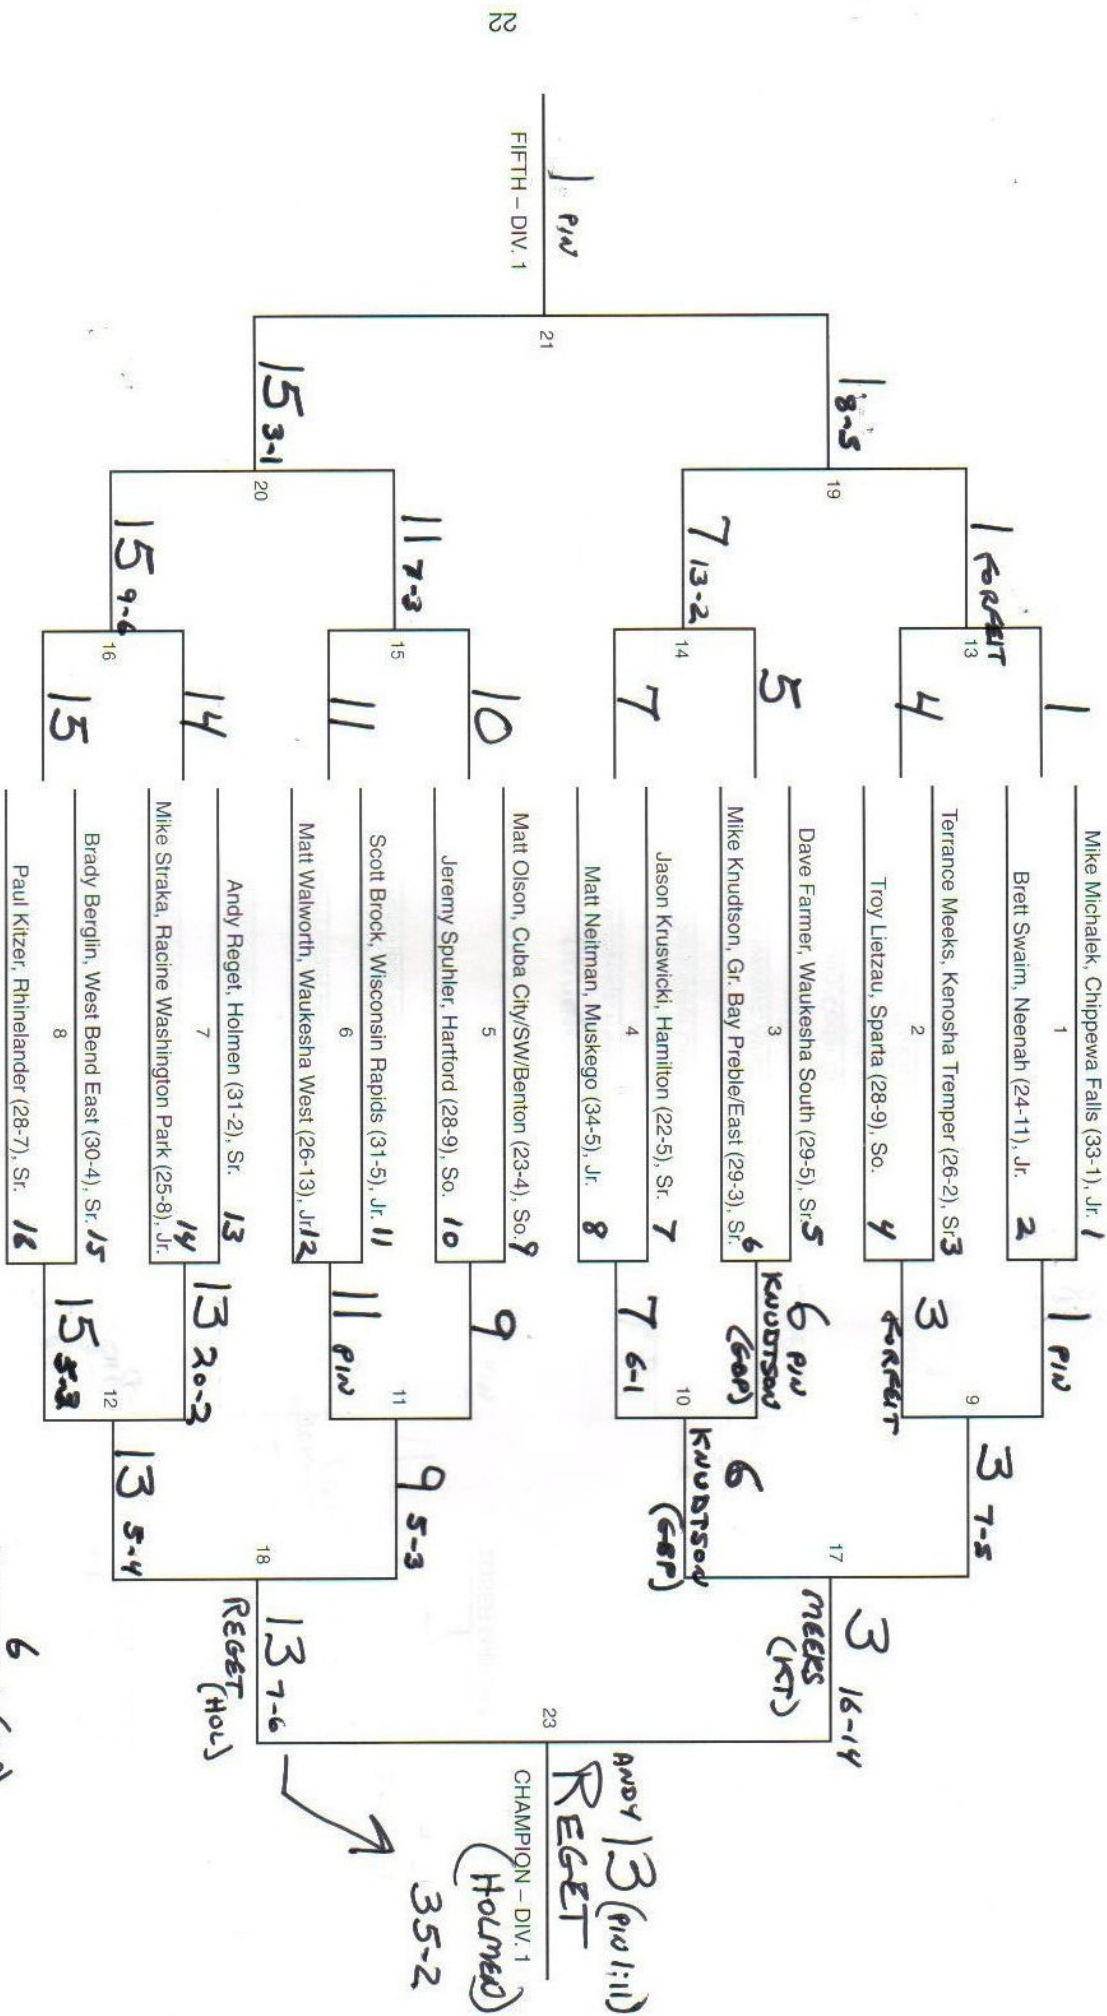 22
1 PIN
FIFTH – DIV. 1
21
1 8-5
15 3-1
19
20
1 FORFEIT
7 13-2
11 7-3
15 9-6
13
14
15
16
1
4
5
7
10
11
14
15
Mike Michalek, Chippewa Falls (33-1), Jr. 1
1
Brett Swaim, Neenah (24-11), Jr. 2
Terrance Meeks, Kenosha Tremper (26-2), Sr 3
2
Troy Lietzau, Sparta (28-9), So. 4
Dave Farmer, Waukesha South (29-5), Sr. 5
3
Mike Knudtson, Gr. Bay Preble/East (29-3), Sr. 6
Jason Kruswicki, Hamilton (22-5), Sr. 7
4
Matt Neitman, Muskego (34-5), Jr. 8
Matt Olson, Cuba City/SW/Benton (23-4), So. 9
5
Jeremy Spuhler, Hartford (28-9), So. 10
Scott Brock, Wisconsin Rapids (31-5), Jr. 11
6
Matt Walworth, Waukesha West (26-13), Jr. 12
Andy Reget, Holmen (31-2), Sr. 13
7
Mike Straka, Racine Washington Park (25-8), Jr. 14
Brady Berglin, West Bend East (30-4), Sr. 15
8
Paul Kitzer, Rhinelander (28-7), Sr. 16
1 PIN
3
FORFEIT
6 PIN
KNUDTSON
(GBP)
7 6-1
9
11 PIN
13 20-3
15 5-3
9
10
11
12
3 7-5
6
KNUDTSON
(GBP)
9 5-3
13 5-4
17
18
3 16-14
MEEKS
(KT)
13 7-6
REGET
(HOL)
23
ANDY 13 (PIN 1:11)
REGET
CHAMPION – DIV. 1
(HOLMEN)
35-2
6